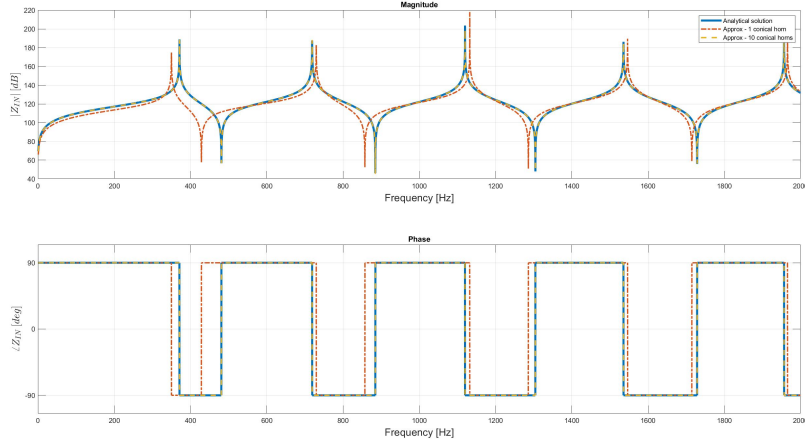 Magnitude
Analytical solution
Approx - 1 conical horn
Approx - 10 conical horns
|Z_IN| [dB]
220
200
180
160
140
120
100
80
60
40
0 200 400 600 800 1000 1200 1400 1600 1800 2000
Frequency [Hz]
Phase
∠Z_IN [deg]
90
0
-90
0 200 400 600 800 1000 1200 1400 1600 1800 2000
Frequency [Hz]